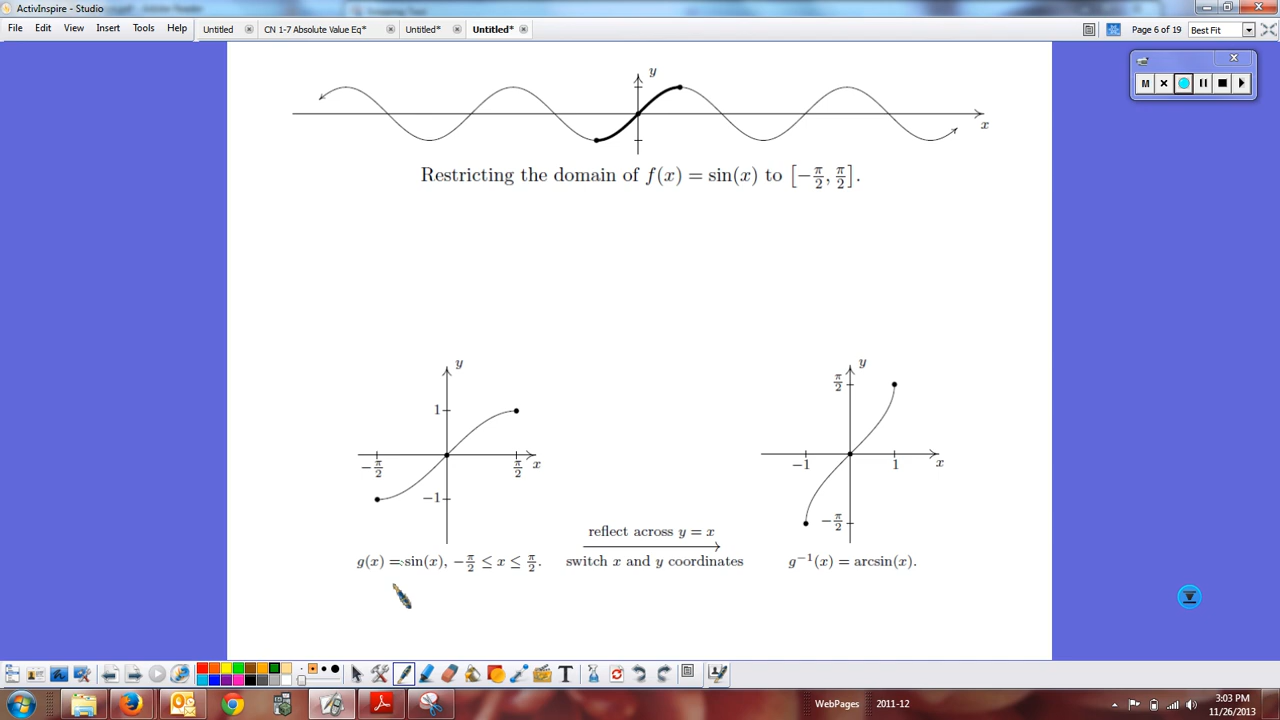 ActivInspire - Studio
File Edit View Insert Tools Help Untitled CN 1-7 Absolute Value Eq* Untitled* Untitled* Page 6 of 19 Best Fit
y
x
M
Restricting the domain of f(x) = sin(x) to [−π/2, π/2].
y
1
−π/2 π/2 x
−1
g(x) = sin(x), −π/2 ≤ x ≤ π/2.
reflect across y = x
switch x and y coordinates
y
π/2
−1 1 x
−π/2
g⁻¹(x) = arcsin(x).
T
WebPages 2011-12 3:03 PM
11/26/2013